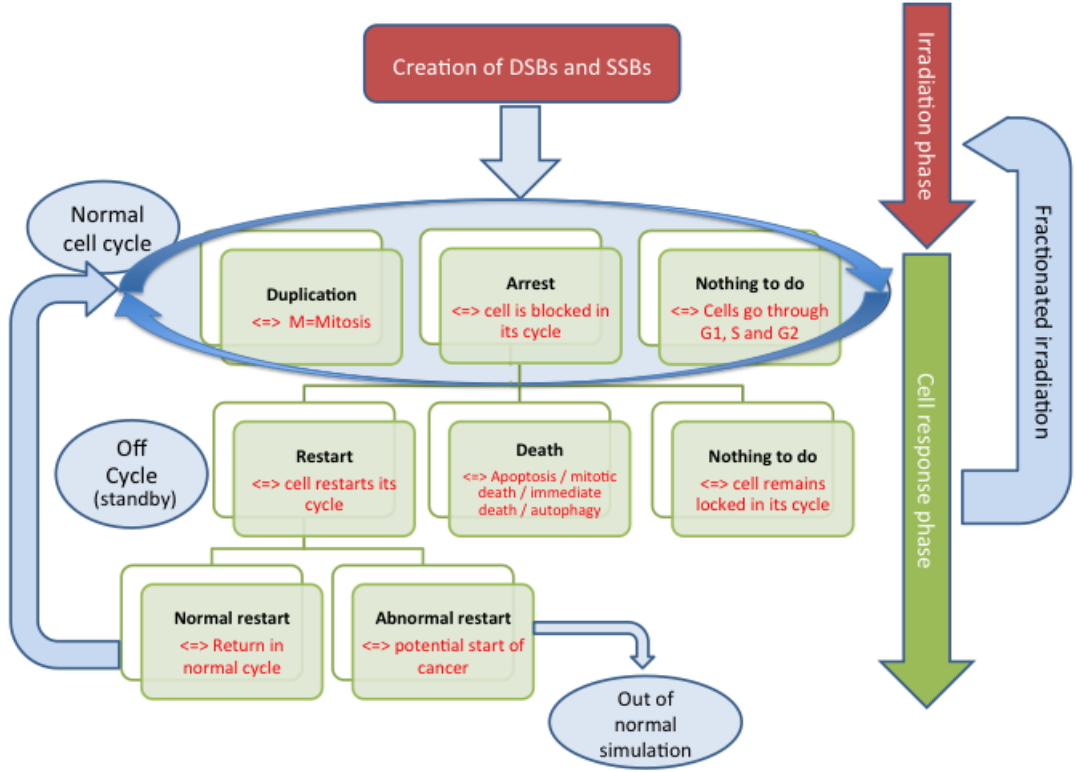 Creation of DSBs and SSBs
Irradiation phase
Fractionated irradiation
Cell response phase
Normal
cell cycle
Duplication
<=> M=Mitosis
Arrest
<=> cell is blocked in
its cycle
Nothing to do
<=> Cells go through
G1, S and G2
Off
Cycle
(standby)
Restart
<=> cell restarts its
cycle
Death
<=> Apoptosis / mitotic
death / immediate
death / autophagy
Nothing to do
<=> cell remains
locked in its cycle
Normal restart
<=> Return in
normal cycle
Abnormal restart
<=> potential start of
cancer
Out of
normal
simulation